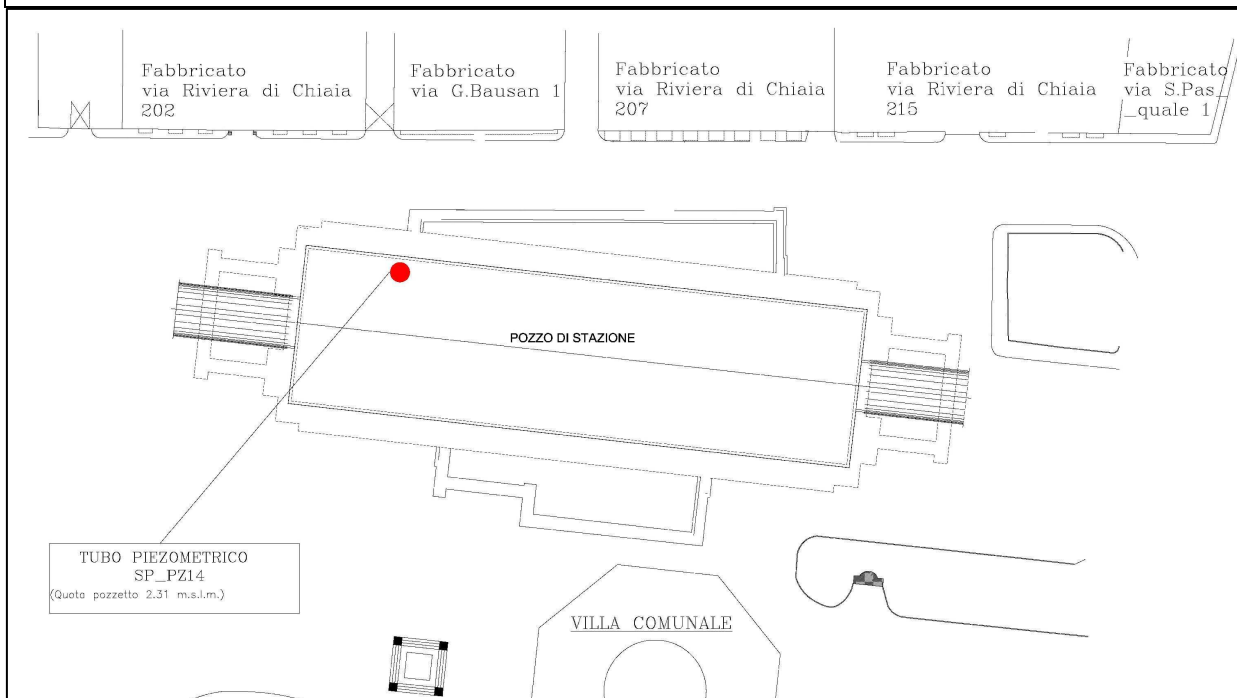 Fabbricato
via Riviera di Chiaia
202
Fabbricato
via G.Bausan 1
Fabbricato
via Riviera di Chiaia
207
Fabbricato
via Riviera di Chiaia
215
Fabbricato
via S.Pas_
_quale 1
POZZO DI STAZIONE
TUBO PIEZOMETRICO
SP_PZ14
(Quota pozzetto 2.31 m.s.l.m.)
VILLA COMUNALE